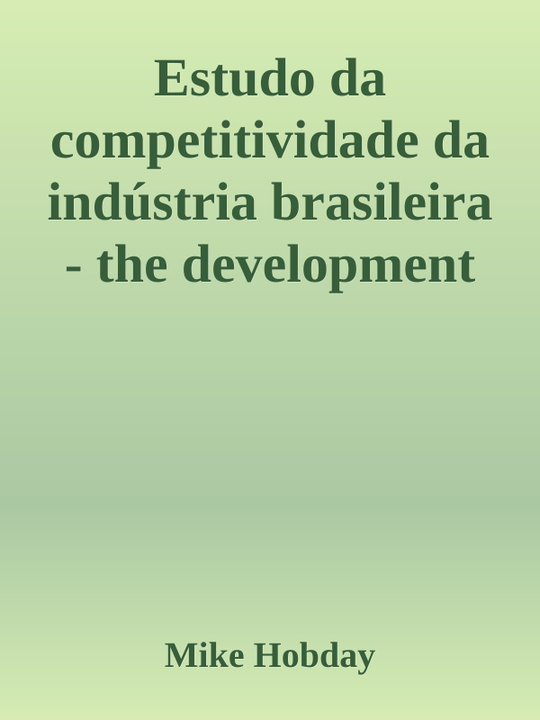 Estudo da
competitividade da
indústria brasileira
- the development
Mike Hobday